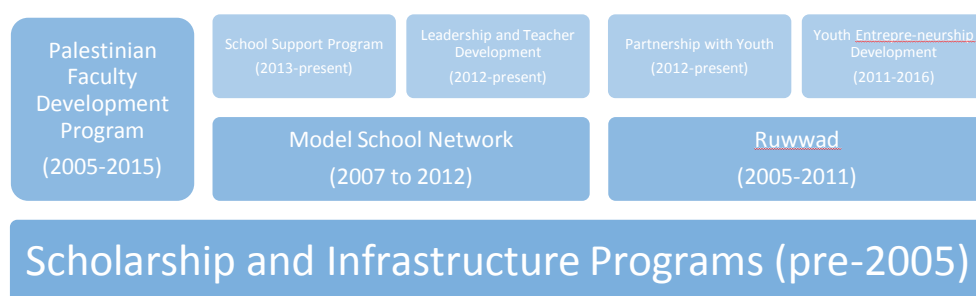 Palestinian
Faculty
Development
Program
(2005-2015)
School Support Program
(2013-present)
Leadership and Teacher
Development
(2012-present)
Partnership with Youth
(2012-present)
Youth Entrepre-neurship
Development
(2011-2016)
Model School Network
(2007 to 2012)
Ruwwad
(2005-2011)
Scholarship and Infrastructure Programs (pre-2005)